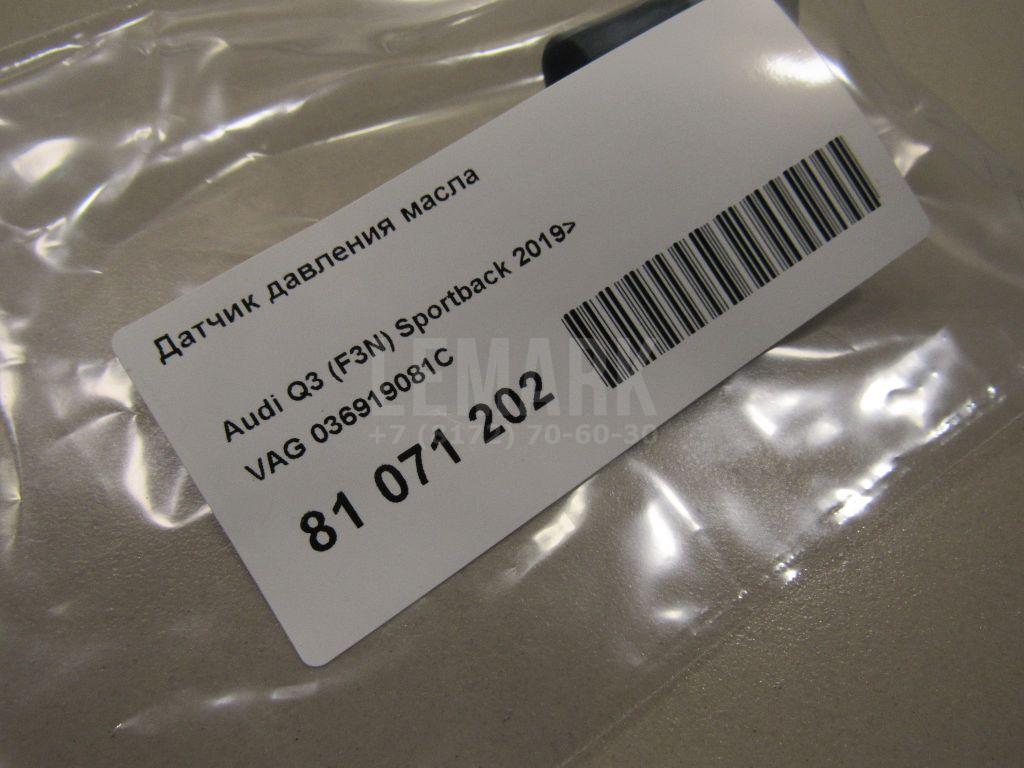 Датчик давления масла
Audi Q3 (F3N) Sportback 2019>
VAG 036919081C
81 071 202
LEMARK